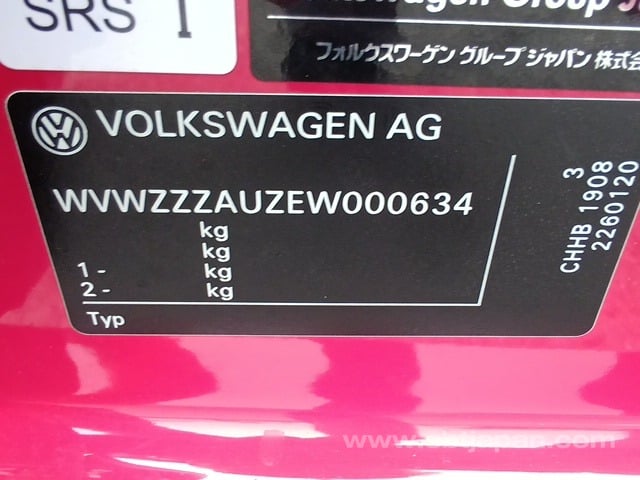 SRS I
フォルクスワーゲン グループ ジャパン 株式会
VOLKSWAGEN AG
WVWZZZAUZEW000634
kg
kg
1 - kg
2 - kg
Typ
3
CHHB 1908
2260120